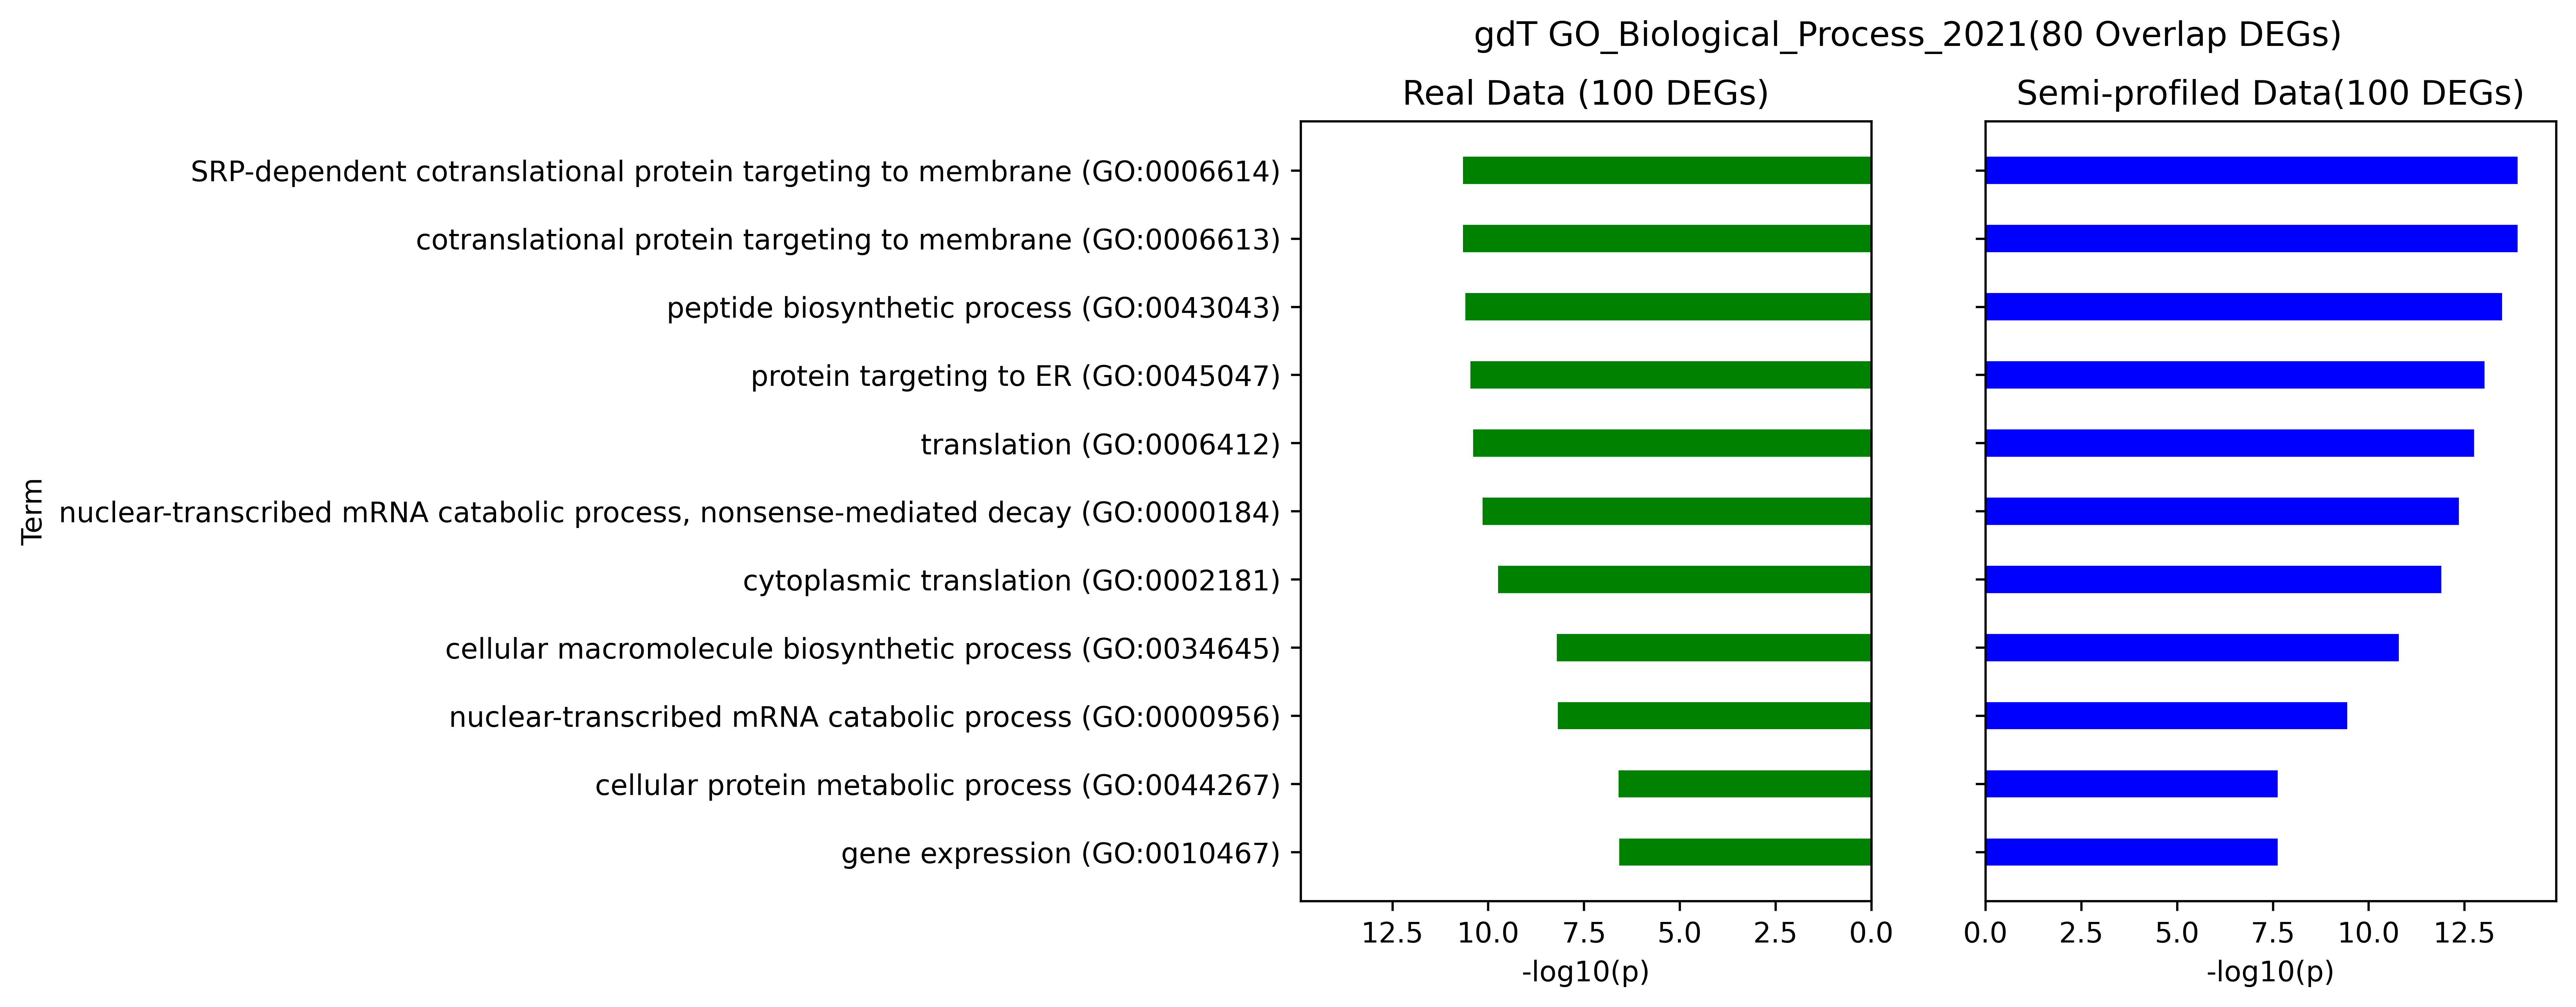 gdT GO_Biological_Process_2021(80 Overlap DEGs)
Real Data (100 DEGs)
Semi-profiled Data(100 DEGs)
Term
SRP-dependent cotranslational protein targeting to membrane (GO:0006614)
cotranslational protein targeting to membrane (GO:0006613)
peptide biosynthetic process (GO:0043043)
protein targeting to ER (GO:0045047)
translation (GO:0006412)
nuclear-transcribed mRNA catabolic process, nonsense-mediated decay (GO:0000184)
cytoplasmic translation (GO:0002181)
cellular macromolecule biosynthetic process (GO:0034645)
nuclear-transcribed mRNA catabolic process (GO:0000956)
cellular protein metabolic process (GO:0044267)
gene expression (GO:0010467)
12.5 10.0 7.5 5.0 2.5 0.0
-log10(p)
0.0 2.5 5.0 7.5 10.0 12.5
-log10(p)